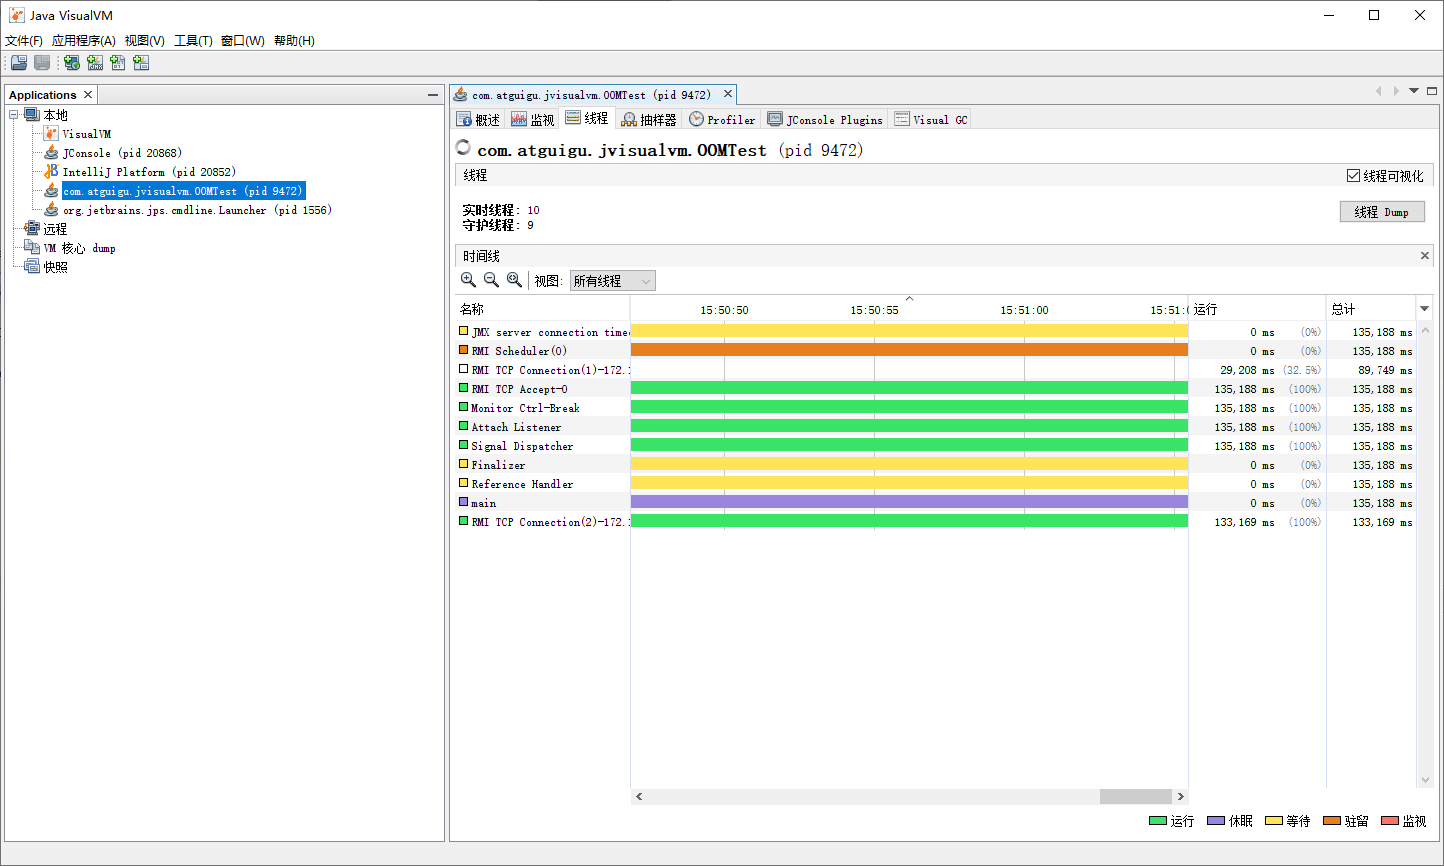 Java VisualVM
文件(F) 应用程序(A) 视图(V) 工具(T) 窗口(W) 帮助(H)
Applications
本地
VisualVM
JConsole (pid 20868)
IntelliJ Platform (pid 20852)
com.atguigu.jvisualvm.OOMTest (pid 9472)
org.jetbrains.jps.cmdline.Launcher (pid 1556)
远程
VM 核心 dump
快照
com.atguigu.jvisualvm.OOMTest (pid 9472)
概述 监视 线程 抽样器 Profiler JConsole Plugins Visual GC
com.atguigu.jvisualvm.OOMTest (pid 9472)
线程 线程可视化
实时线程: 10
守护线程: 9
线程 Dump
时间线
视图: 所有线程
名称 15:50:50 15:50:55 15:51:00 15:51:0 运行 总计
JMX server connection time 0 ms (0%) 135,188 ms
RMI Scheduler(0) 0 ms (0%) 135,188 ms
RMI TCP Connection(1)-172. 29,208 ms (32.5%) 89,749 ms
RMI TCP Accept-0 135,188 ms (100%) 135,188 ms
Monitor Ctrl-Break 135,188 ms (100%) 135,188 ms
Attach Listener 135,188 ms (100%) 135,188 ms
Signal Dispatcher 135,188 ms (100%) 135,188 ms
Finalizer 0 ms (0%) 135,188 ms
Reference Handler 0 ms (0%) 135,188 ms
main 0 ms (0%) 135,188 ms
RMI TCP Connection(2)-172. 133,169 ms (100%) 133,169 ms
运行 休眠 等待 驻留 监视